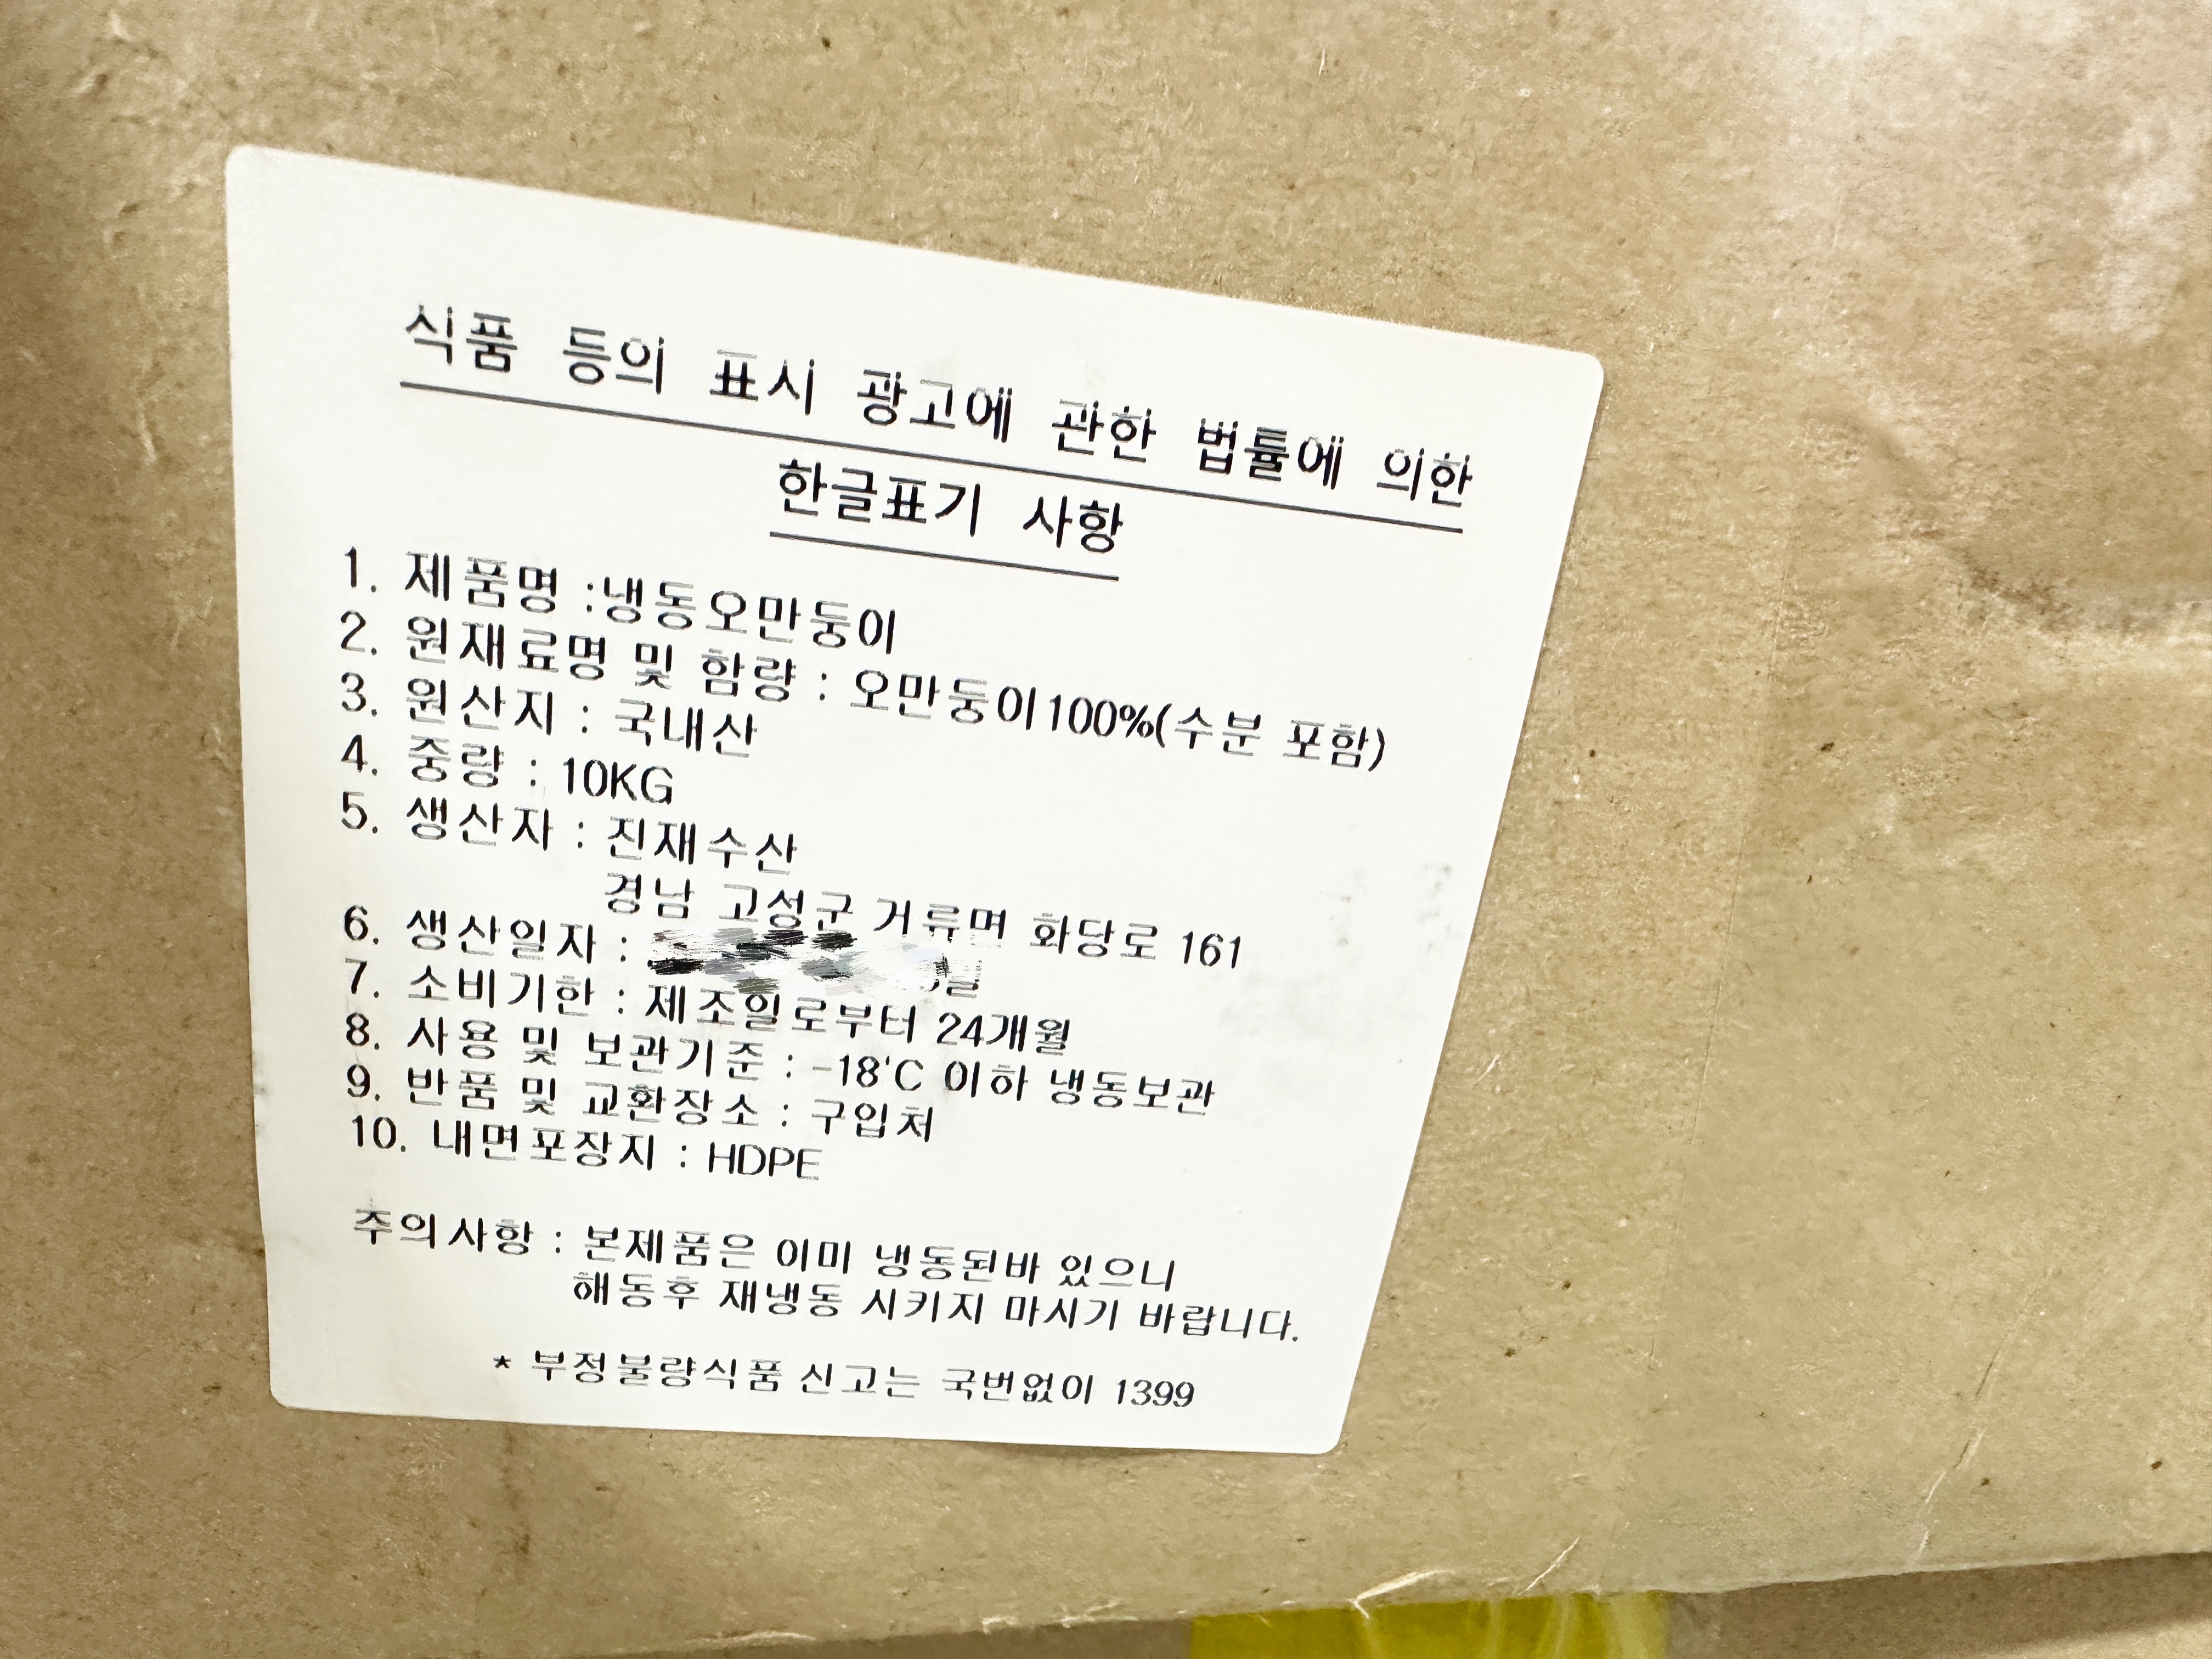 식품 등의 표시 광고에 관한 법률에 의한
한글표기 사항
1. 제품명 :냉동오만둥이
2. 원재료명 및 함량 : 오만둥이100%(수분 포함)
3. 원산지 : 국내산
4. 중량 : 10KG
5. 생산자 : 진재수산
경남 고성군 거류면 화당로 161
6. 생산일자 :
7. 소비기한 : 제조일로부터 24개월
8. 사용 및 보관기준 : -18'C 이하 냉동보관
9. 반품 및 교환장소 : 구입처
10. 내면포장지 : HDPE
주의사항 : 본제품은 이미 냉동된바 있으니
해동후 재냉동 시키지 마시기 바랍니다.
* 부정불량식품 신고는 국번없이 1399